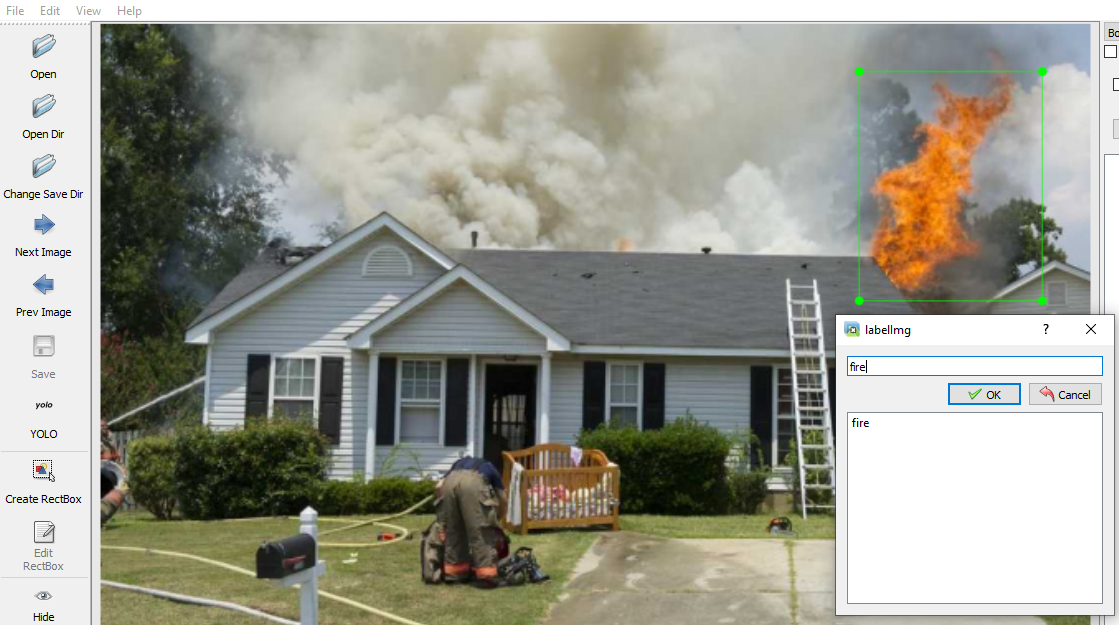 File Edit View Help
Open
Open Dir
Change Save Dir
Next Image
Prev Image
Save
yolo
YOLO
Create RectBox
Edit
RectBox
Hide
Bo
labelImg
?
fire
OK
Cancel
fire